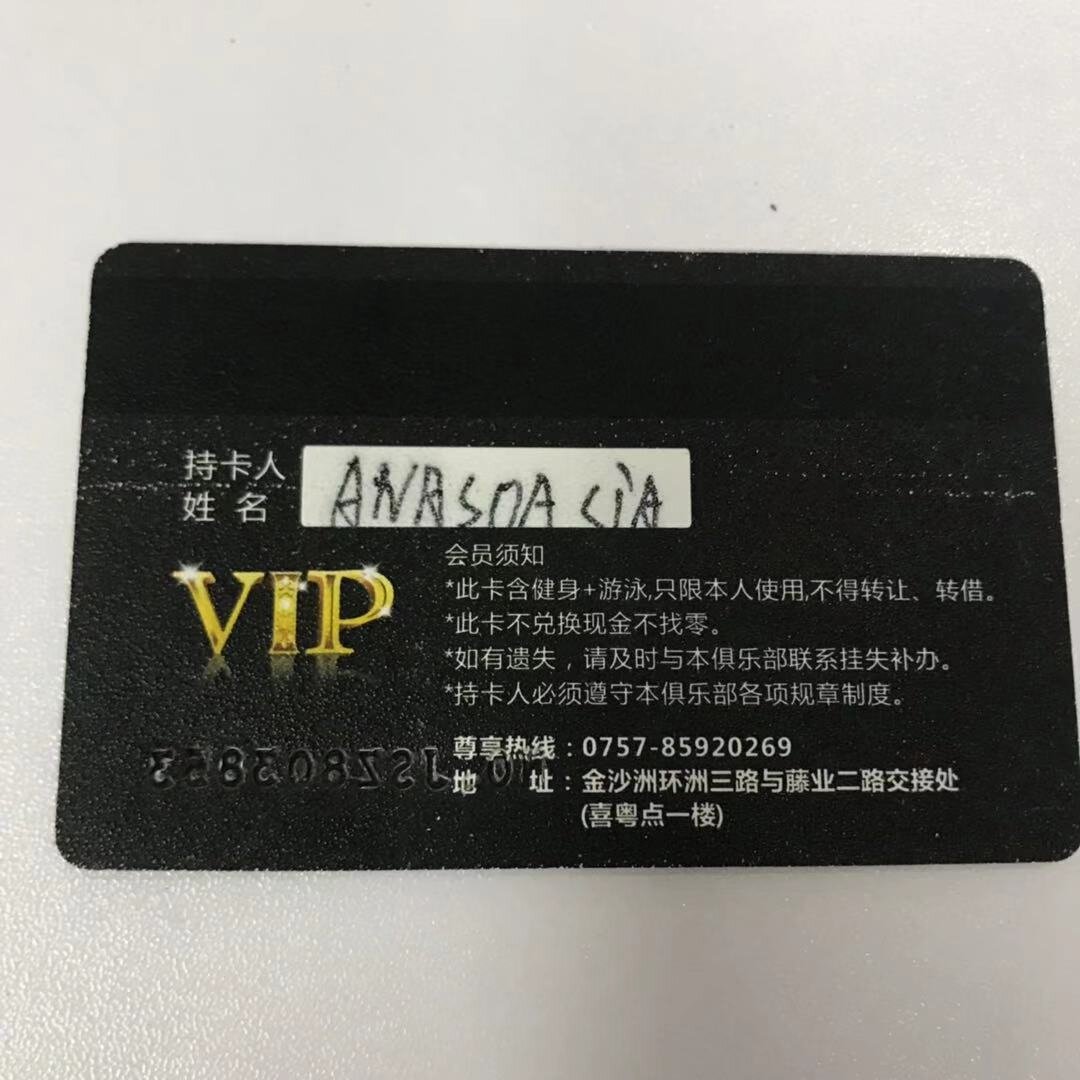 持卡人
姓 名
ANASDA SIA
VIP
会员须知
*此卡含健身+游泳,只限本人使用,不得转让、转借。
*此卡不兑换现金不找零。
*如有遗失，请及时与本俱乐部联系挂失补办。
*持卡人必须遵守本俱乐部各项规章制度。
No.JSZ803853
尊享热线：0757-85920269
地 址：金沙洲环洲三路与藤业二路交接处
(喜粤点一楼)